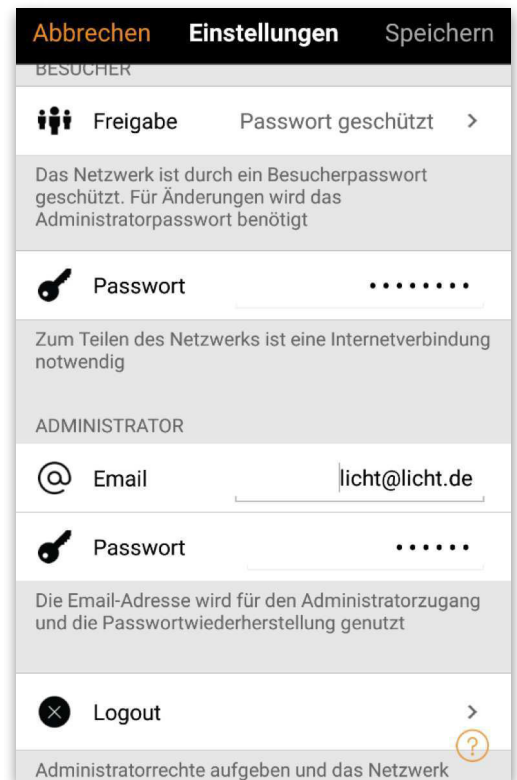 Abbrechen Einstellungen Speichern
BESUCHER
Freigabe Passwort geschützt >
Das Netzwerk ist durch ein Besucherpasswort
geschützt. Für Änderungen wird das
Administratorpasswort benötigt
Passwort ••••••••
Zum Teilen des Netzwerks ist eine Internetverbindung
notwendig
ADMINISTRATOR
@ Email licht@licht.de
Passwort ••••••
Die Email-Adresse wird für den Administratorzugang
und die Passwortwiederherstellung genutzt
Logout >
?
Administratorrechte aufgeben und das Netzwerk